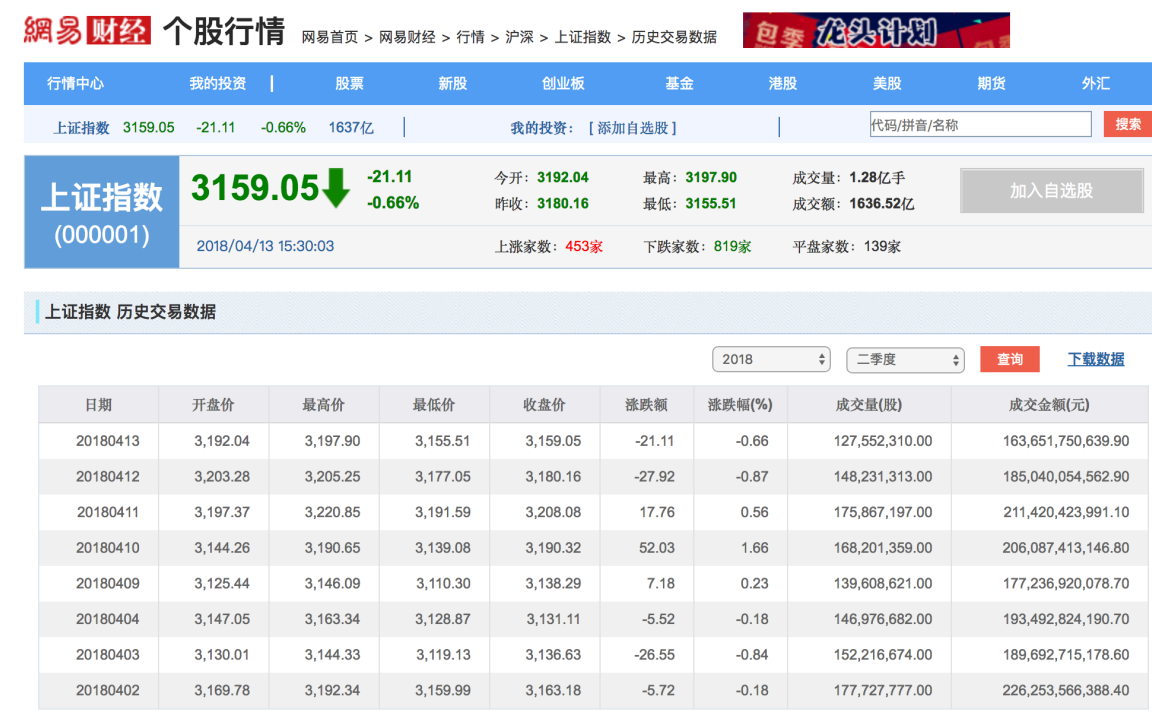 網易财经 个股行情 网易首页 > 网易财经 > 行情 > 沪深 > 上证指数 > 历史交易数据 包季 龙头计划
行情中心 我的投资 | 股票 新股 创业板 基金 港股 美股 期货 外汇
上证指数 3159.05 -21.11 -0.66% 1637亿 | 我的投资： [ 添加自选股 ] | 代码/拼音/名称 搜索
上证指数
(000001)
3159.05 -21.11
-0.66%
今开：3192.04 最高：3197.90 成交量：1.28亿手
昨收：3180.16 最低：3155.51 成交额：1636.52亿
加入自选股
2018/04/13 15:30:03 上涨家数：453家 下跌家数：819家 平盘家数：139家
上证指数 历史交易数据
2018 二季度 查询 下载数据
日期 开盘价 最高价 最低价 收盘价 涨跌额 涨跌幅(%) 成交量(股) 成交金额(元)
20180413 3,192.04 3,197.90 3,155.51 3,159.05 -21.11 -0.66 127,552,310.00 163,651,750,639.90
20180412 3,203.28 3,205.25 3,177.05 3,180.16 -27.92 -0.87 148,231,313.00 185,040,054,562.90
20180411 3,197.37 3,220.85 3,191.59 3,208.08 17.76 0.56 175,867,197.00 211,420,423,991.10
20180410 3,144.26 3,190.65 3,139.08 3,190.32 52.03 1.66 168,201,359.00 206,087,413,146.80
20180409 3,125.44 3,146.09 3,110.30 3,138.29 7.18 0.23 139,608,621.00 177,236,920,078.70
20180404 3,147.05 3,163.34 3,128.87 3,131.11 -5.52 -0.18 146,976,682.00 193,492,824,190.70
20180403 3,130.01 3,144.33 3,119.13 3,136.63 -26.55 -0.84 152,216,674.00 189,692,715,178.60
20180402 3,169.78 3,192.34 3,159.99 3,163.18 -5.72 -0.18 177,727,777.00 226,253,566,388.40